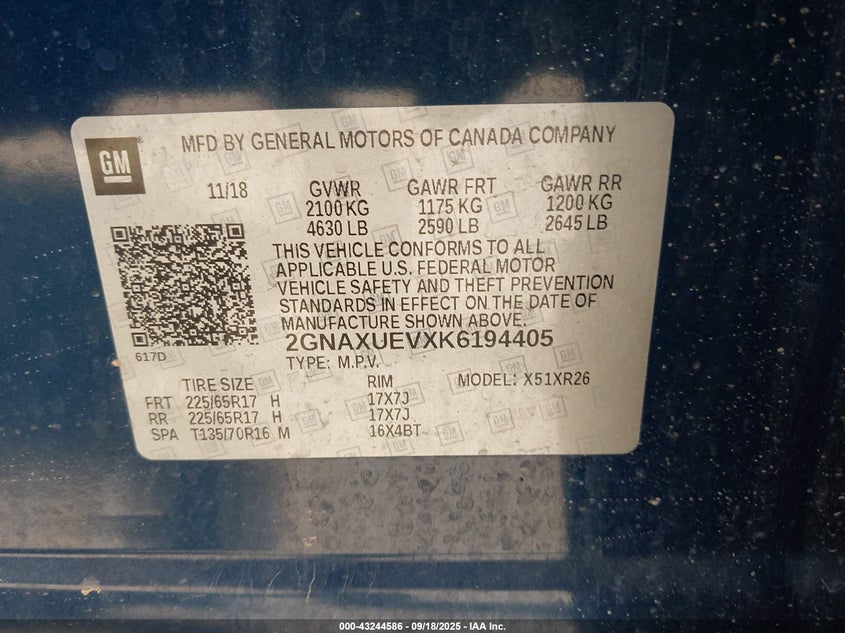 GM
MFD BY GENERAL MOTORS OF CANADA COMPANY
11/18 GVWR GAWR FRT GAWR RR
2100 KG 1175 KG 1200 KG
4630 LB 2590 LB 2645 LB
THIS VEHICLE CONFORMS TO ALL
APPLICABLE U.S. FEDERAL MOTOR
VEHICLE SAFETY AND THEFT PREVENTION
STANDARDS IN EFFECT ON THE DATE OF
MANUFACTURE SHOWN ABOVE.
617D
2GNAXUEVXK6194405
TYPE: M.P.V.
TIRE SIZE RIM MODEL: X51XR26
FRT 225/65R17 H 17X7J
RR 225/65R17 H 17X7J
SPA T135/70R16 M 16X4BT
000-43244586 - 09/18/2025 - IAA Inc.